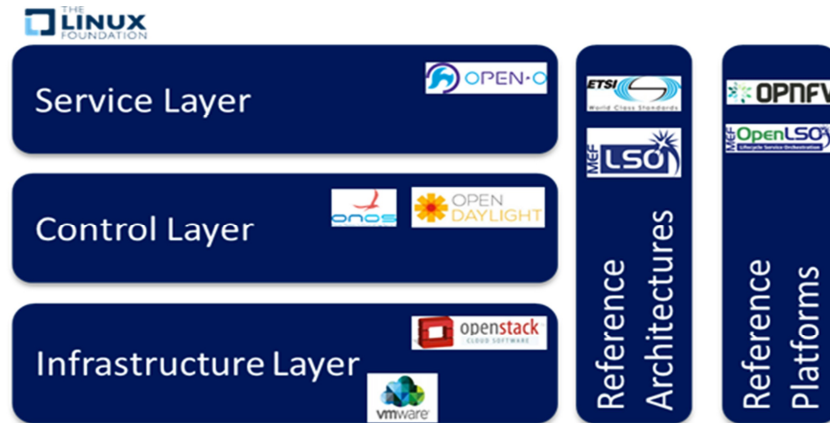 THE
LINUX
FOUNDATION
Service Layer
OPEN-O
Control Layer
onos
OPEN
DAYLIGHT
Infrastructure Layer
openstack
CLOUD SOFTWARE
vmware
ETSI
World Class Standards
MEF
LSO
Reference
Architectures
OPNFV
MEF
OpenLSO
Lifecycle Service Orchestration
Reference
Platforms